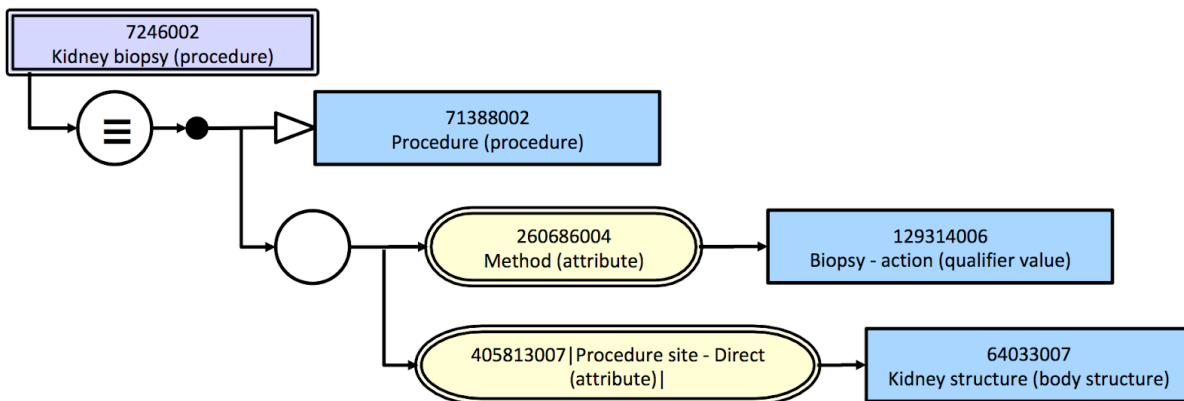 7246002
Kidney biopsy (procedure)
71388002
Procedure (procedure)
260686004
Method (attribute)
129314006
Biopsy - action (qualifier value)
405813007|Procedure site - Direct
(attribute)|
64033007
Kidney structure (body structure)